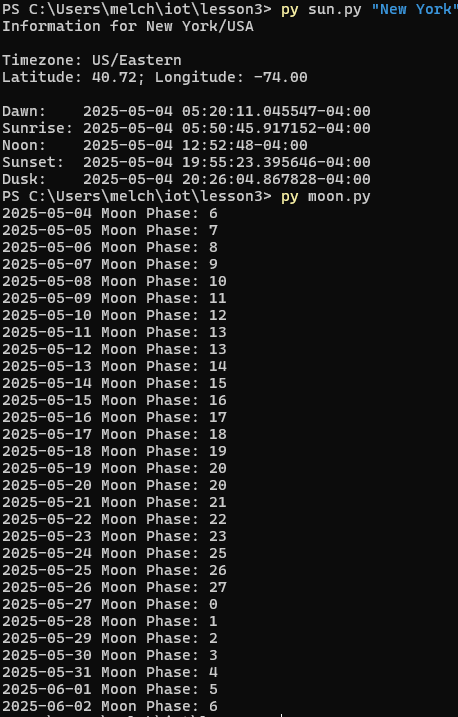 PS C:\Users\melch\iot\lesson3> py sun.py "New York"
Information for New York/USA
Timezone: US/Eastern
Latitude: 40.72; Longitude: -74.00
Dawn:    2025-05-04 05:20:11.045547-04:00
Sunrise: 2025-05-04 05:50:45.917152-04:00
Noon:    2025-05-04 12:52:48-04:00
Sunset:  2025-05-04 19:55:23.395646-04:00
Dusk:    2025-05-04 20:26:04.867828-04:00
PS C:\Users\melch\iot\lesson3> py moon.py
2025-05-04 Moon Phase: 6
2025-05-05 Moon Phase: 7
2025-05-06 Moon Phase: 8
2025-05-07 Moon Phase: 9
2025-05-08 Moon Phase: 10
2025-05-09 Moon Phase: 11
2025-05-10 Moon Phase: 12
2025-05-11 Moon Phase: 13
2025-05-12 Moon Phase: 13
2025-05-13 Moon Phase: 14
2025-05-14 Moon Phase: 15
2025-05-15 Moon Phase: 16
2025-05-16 Moon Phase: 17
2025-05-17 Moon Phase: 18
2025-05-18 Moon Phase: 19
2025-05-19 Moon Phase: 20
2025-05-20 Moon Phase: 20
2025-05-21 Moon Phase: 21
2025-05-22 Moon Phase: 22
2025-05-23 Moon Phase: 23
2025-05-24 Moon Phase: 25
2025-05-25 Moon Phase: 26
2025-05-26 Moon Phase: 27
2025-05-27 Moon Phase: 0
2025-05-28 Moon Phase: 1
2025-05-29 Moon Phase: 2
2025-05-30 Moon Phase: 3
2025-05-31 Moon Phase: 4
2025-06-01 Moon Phase: 5
2025-06-02 Moon Phase: 6